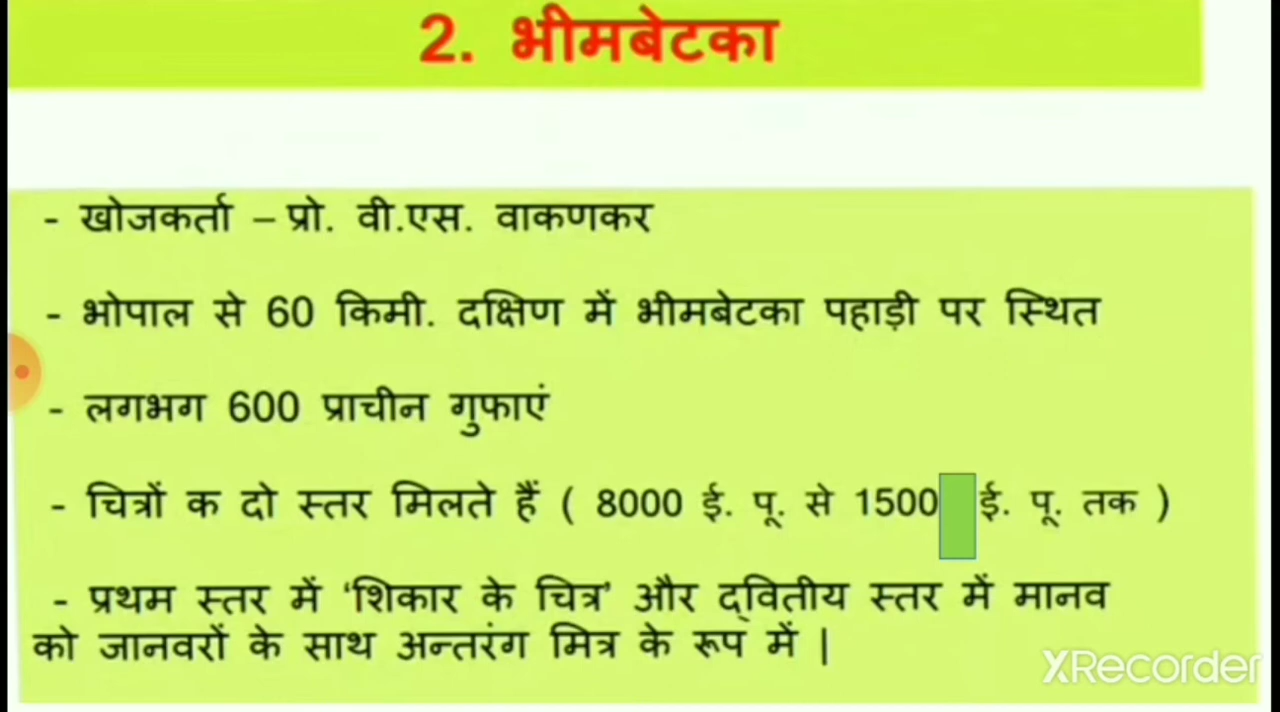 2. भीमबेटका
- खोजकर्ता – प्रो. वी.एस. वाकणकर
- भोपाल से 60 किमी. दक्षिण में भीमबेटका पहाड़ी पर स्थित
- लगभग 600 प्राचीन गुफाएं
- चित्रों क दो स्तर मिलते हैं ( 8000 ई. पू. से 1500 ई. पू. तक )
- प्रथम स्तर में ‘शिकार के चित्र’ और द्वितीय स्तर में मानव
को जानवरों के साथ अन्तरंग मित्र के रूप में |
XRecorder